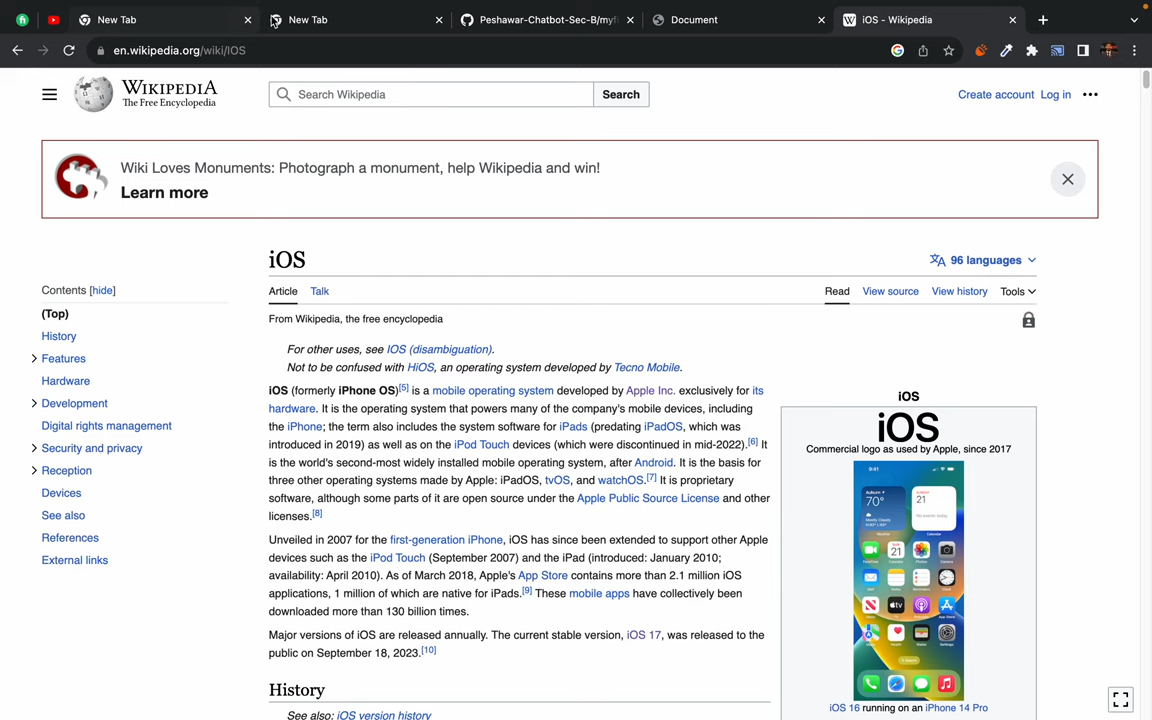 New Tab
New Tab
Peshawar-Chatbot-Sec-B/myf
Document
iOS - Wikipedia
en.wikipedia.org/wiki/IOS
WIKIPEDIA
The Free Encyclopedia
Search Wikipedia
Search
Create account Log in
Wiki Loves Monuments: Photograph a monument, help Wikipedia and win!
Learn more
iOS
96 languages
Contents [hide]
(Top)
History
Features
Hardware
Development
Digital rights management
Security and privacy
Reception
Devices
See also
References
External links
Article Talk
Read View source View history Tools
From Wikipedia, the free encyclopedia
For other uses, see IOS (disambiguation).
Not to be confused with HiOS, an operating system developed by Tecno Mobile.
iOS (formerly iPhone OS)[5] is a mobile operating system developed by Apple Inc. exclusively for its
hardware. It is the operating system that powers many of the company's mobile devices, including
the iPhone; the term also includes the system software for iPads (predating iPadOS, which was
introduced in 2019) as well as on the iPod Touch devices (which were discontinued in mid-2022).[6] It
is the world's second-most widely installed mobile operating system, after Android. It is the basis for
three other operating systems made by Apple: iPadOS, tvOS, and watchOS.[7] It is proprietary
software, although some parts of it are open source under the Apple Public Source License and other
licenses.[8]
Unveiled in 2007 for the first-generation iPhone, iOS has since been extended to support other Apple
devices such as the iPod Touch (September 2007) and the iPad (introduced: January 2010;
availability: April 2010). As of March 2018, Apple's App Store contains more than 2.1 million iOS
applications, 1 million of which are native for iPads.[9] These mobile apps have collectively been
downloaded more than 130 billion times.
Major versions of iOS are released annually. The current stable version, iOS 17, was released to the
public on September 18, 2023.[10]
History
See also: iOS version history
iOS
iOS
Commercial logo as used by Apple, since 2017
9:41
70°
21
iOS 16 running on an iPhone 14 Pro